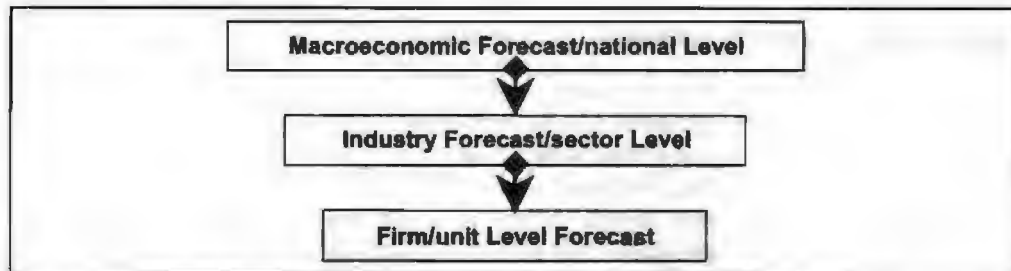 Macroeconomic Forecast/national Level
Industry Forecast/sector Level
Firm/unit Level Forecast